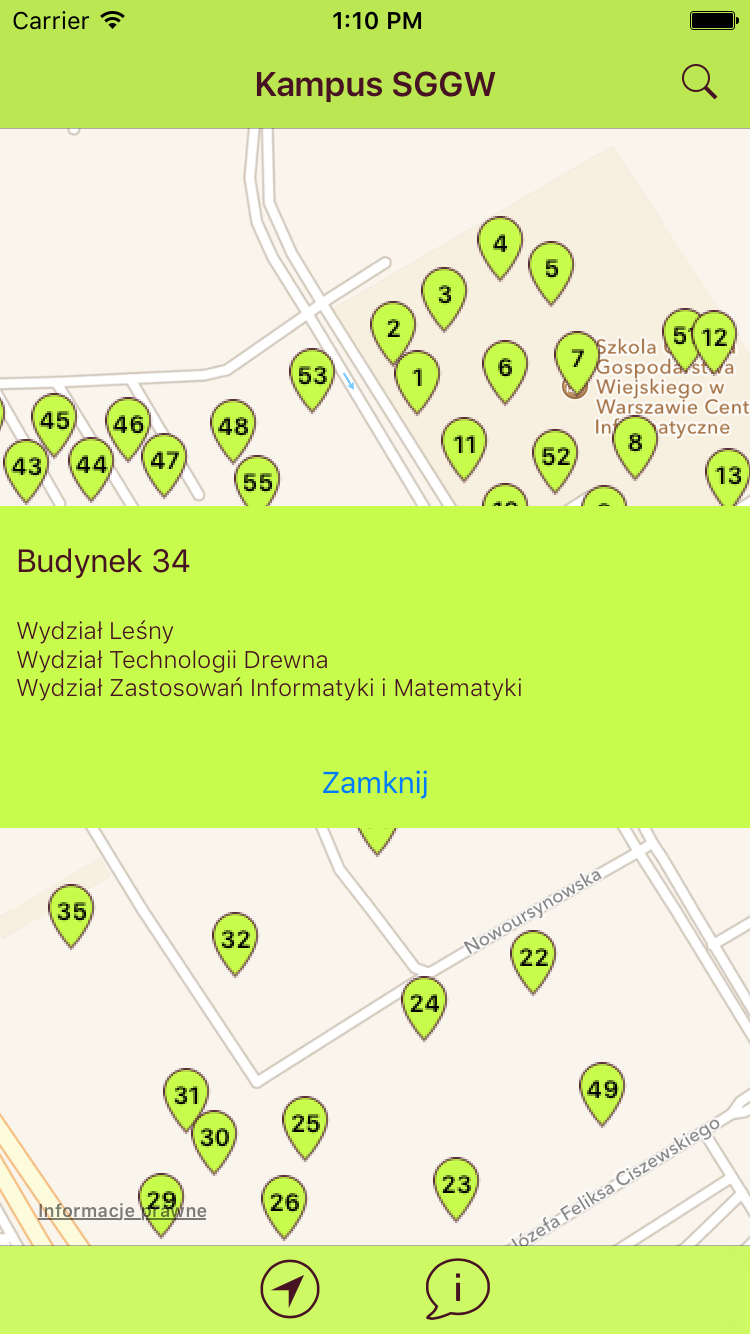 Carrier
1:10 PM
Kampus SGGW
4
5
3
2
1
53
6
7
12
Szkoła
Gospodarstwa
Wiejskiego w
Warszawie Cent
45
46
48
43
44
47
55
11
52
8
13
Budynek 34
Wydział Leśny
Wydział Technologii Drewna
Wydział Zastosowań Informatyki i Matematyki
Zamknij
35
32
Nowoursynowska
22
24
31
30
25
49
29
26
23
Józefa Feliksa Ciszewskiego
Informacje prawne
i